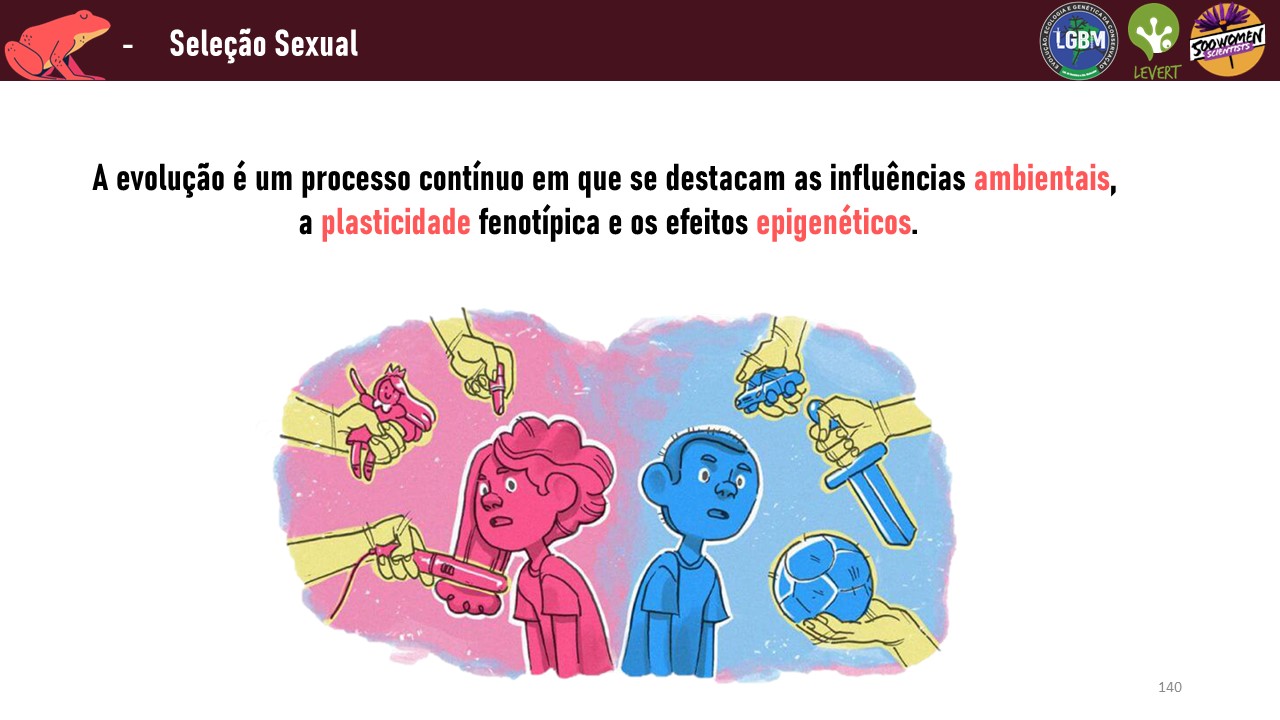 - Seleção Sexual
LGBM
EVOLUÇÃO, ECOLOGIA E GENÉTICA DA CONSERVAÇÃO
LEVERT
500 WOMEN
SCIENTISTS
A evolução é um processo contínuo em que se destacam as influências ambientais,
a plasticidade fenotípica e os efeitos epigenéticos.
140